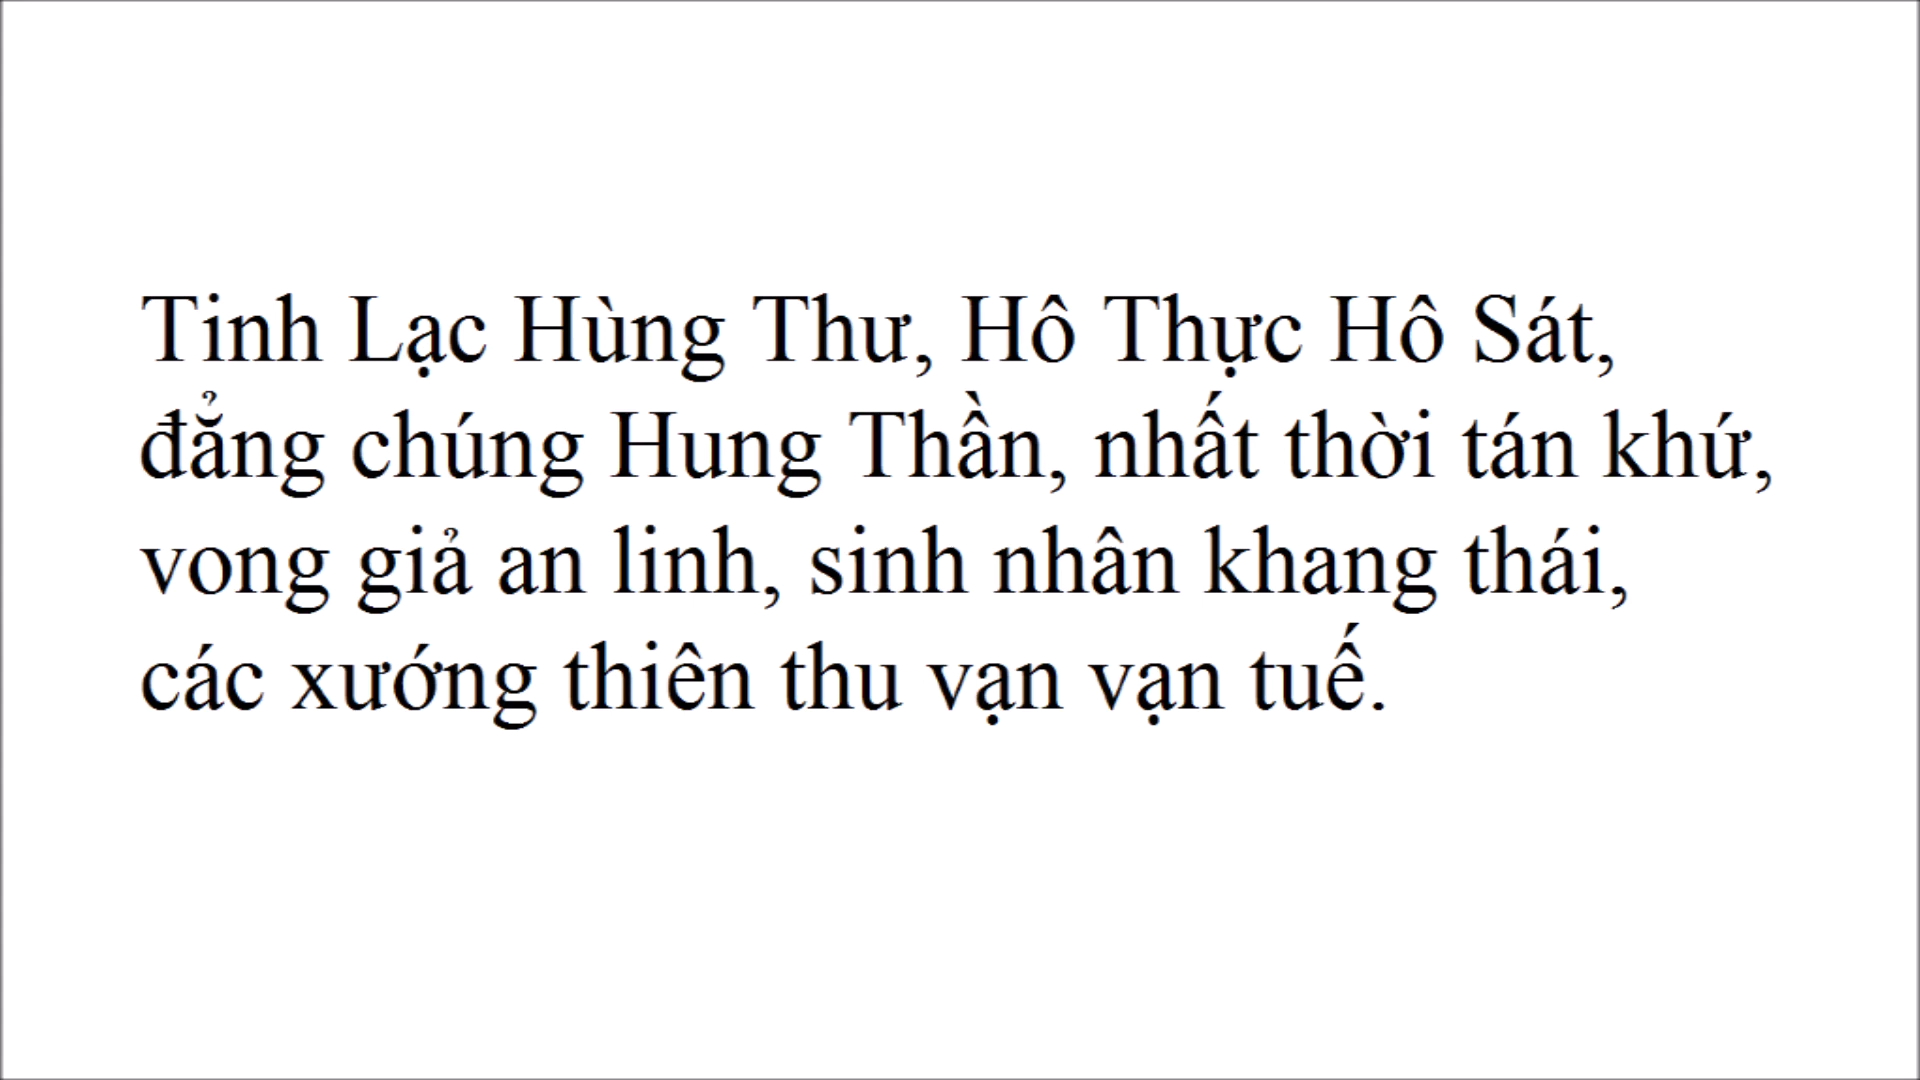 Tinh Lạc Hùng Thư, Hô Thực Hô Sát,
đẳng chúng Hung Thần, nhất thời tán khứ,
vong giả an linh, sinh nhân khang thái,
các xướng thiên thu vạn vạn tuế.